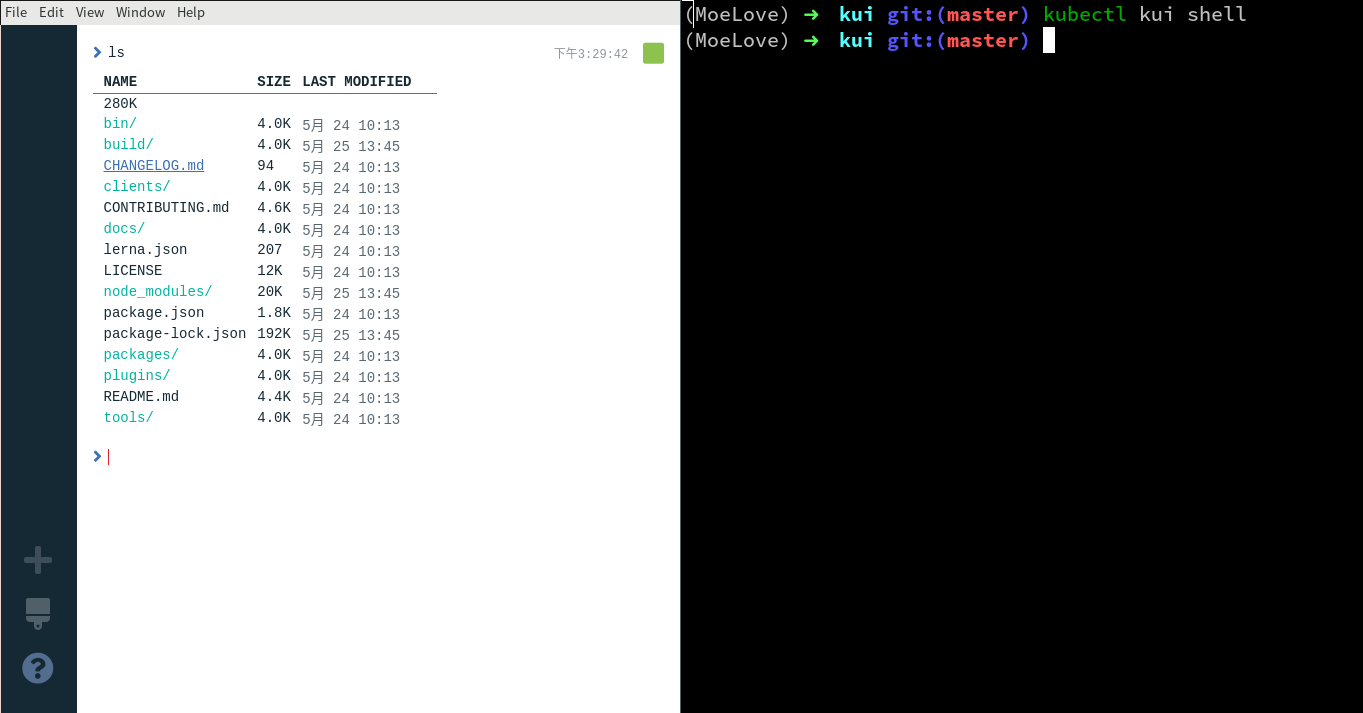 File Edit View Window Help
ls 下午3:29:42
NAME SIZE LAST MODIFIED
280K
bin/ 4.0K 5月 24 10:13
build/ 4.0K 5月 25 13:45
CHANGELOG.md 94 5月 24 10:13
clients/ 4.0K 5月 24 10:13
CONTRIBUTING.md 4.6K 5月 24 10:13
docs/ 4.0K 5月 24 10:13
lerna.json 207 5月 24 10:13
LICENSE 12K 5月 24 10:13
node_modules/ 20K 5月 25 13:45
package.json 1.8K 5月 24 10:13
package-lock.json 192K 5月 25 13:45
packages/ 4.0K 5月 24 10:13
plugins/ 4.0K 5月 24 10:13
README.md 4.4K 5月 24 10:13
tools/ 4.0K 5月 24 10:13
(MoeLove) ➜ kui git:(master) kubectl kui shell
(MoeLove) ➜ kui git:(master)